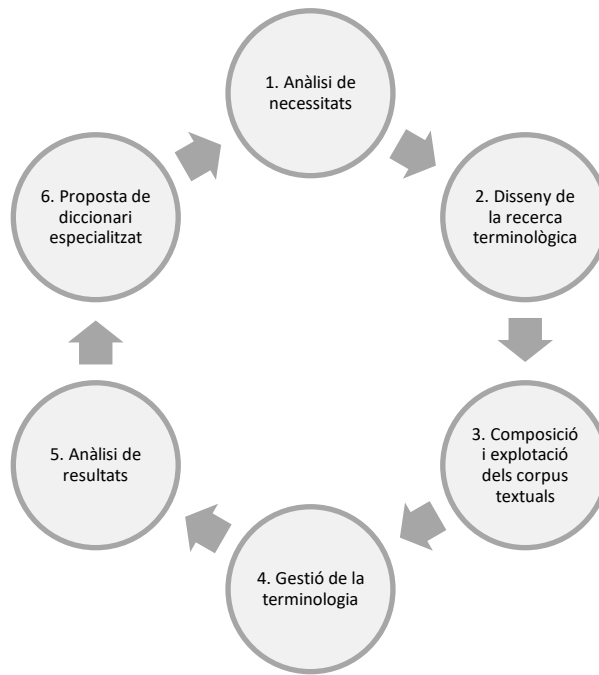 1. Anàlisi de
necessitats
2. Disseny de
la recerca
terminològica
3. Composició
i explotació
dels corpus
textuals
4. Gestió de la
terminologia
5. Anàlisi de
resultats
6. Proposta de
diccionari
especialitzat